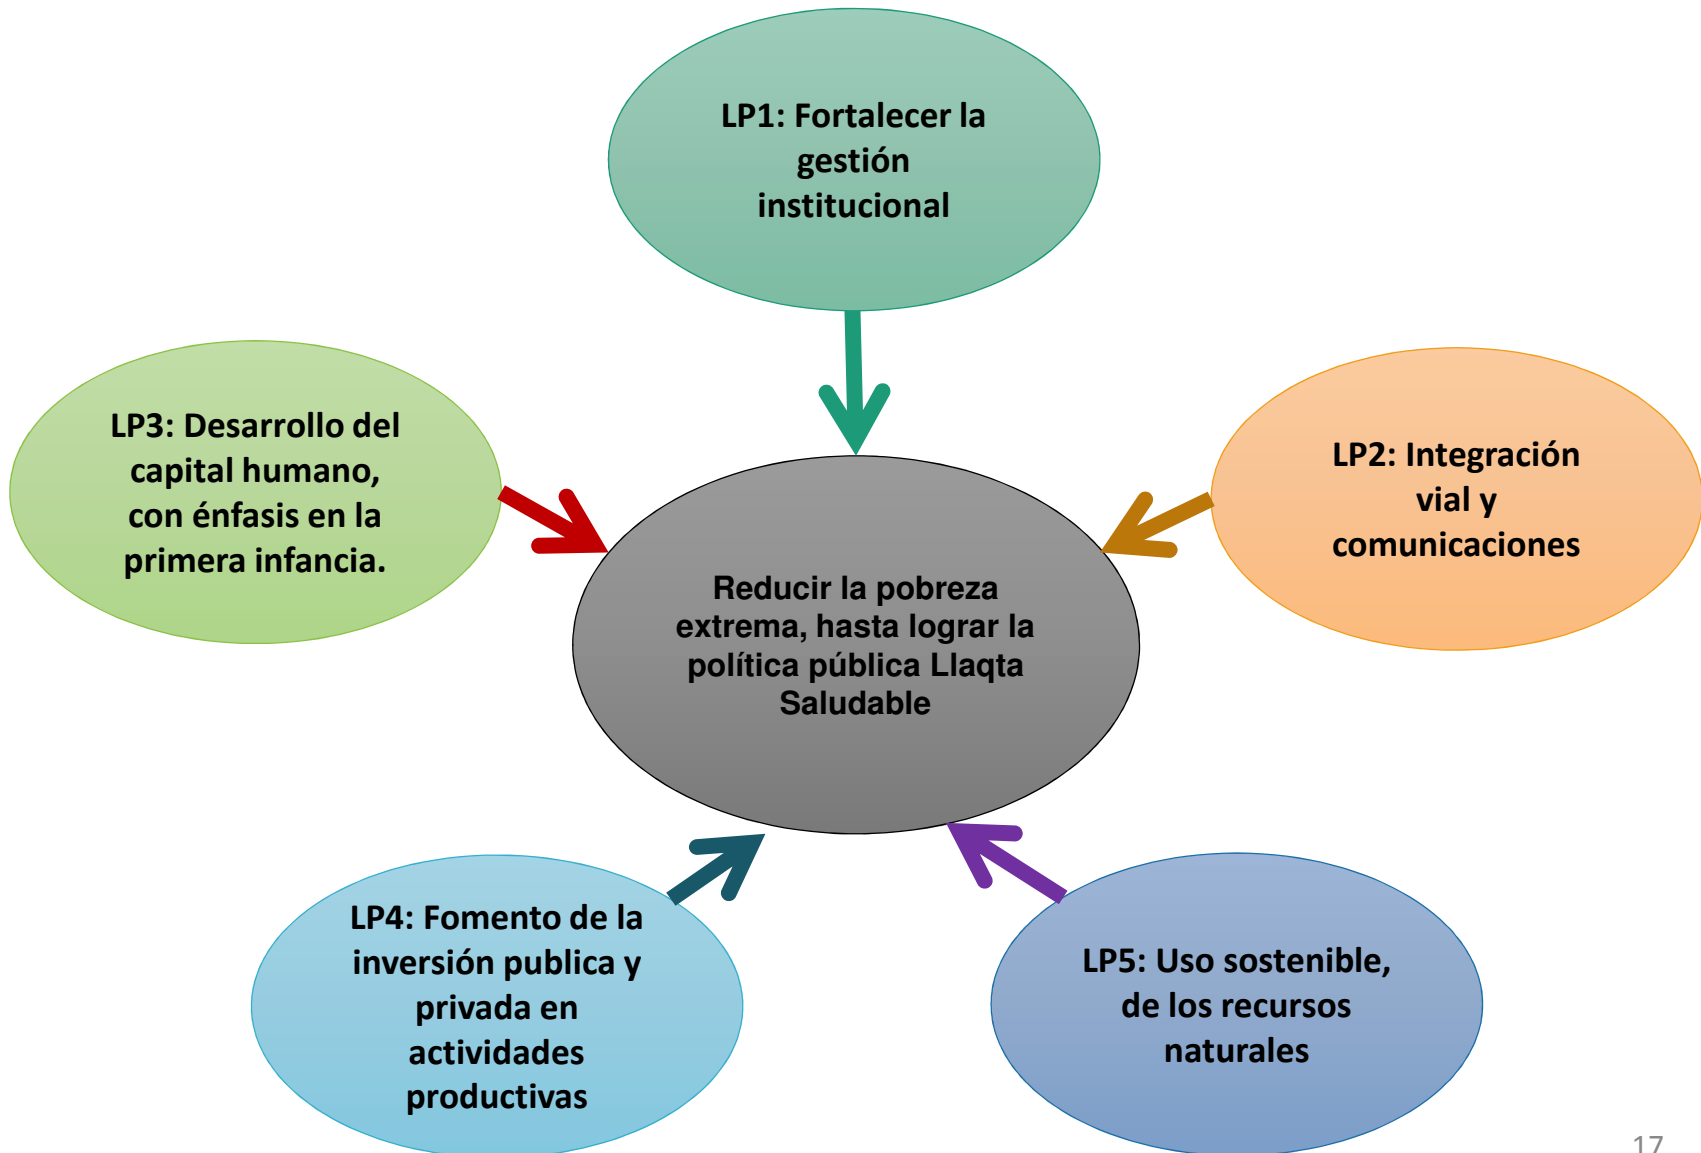 LP1: Fortalecer la
gestión
institucional
LP3: Desarrollo del
capital humano,
con énfasis en la
primera infancia.
LP2: Integración
vial y
comunicaciones
Reducir la pobreza
extrema, hasta lograr la
política pública Llaqta
Saludable
LP4: Fomento de la
inversión publica y
privada en
actividades
productivas
LP5: Uso sostenible,
de los recursos
naturales
17